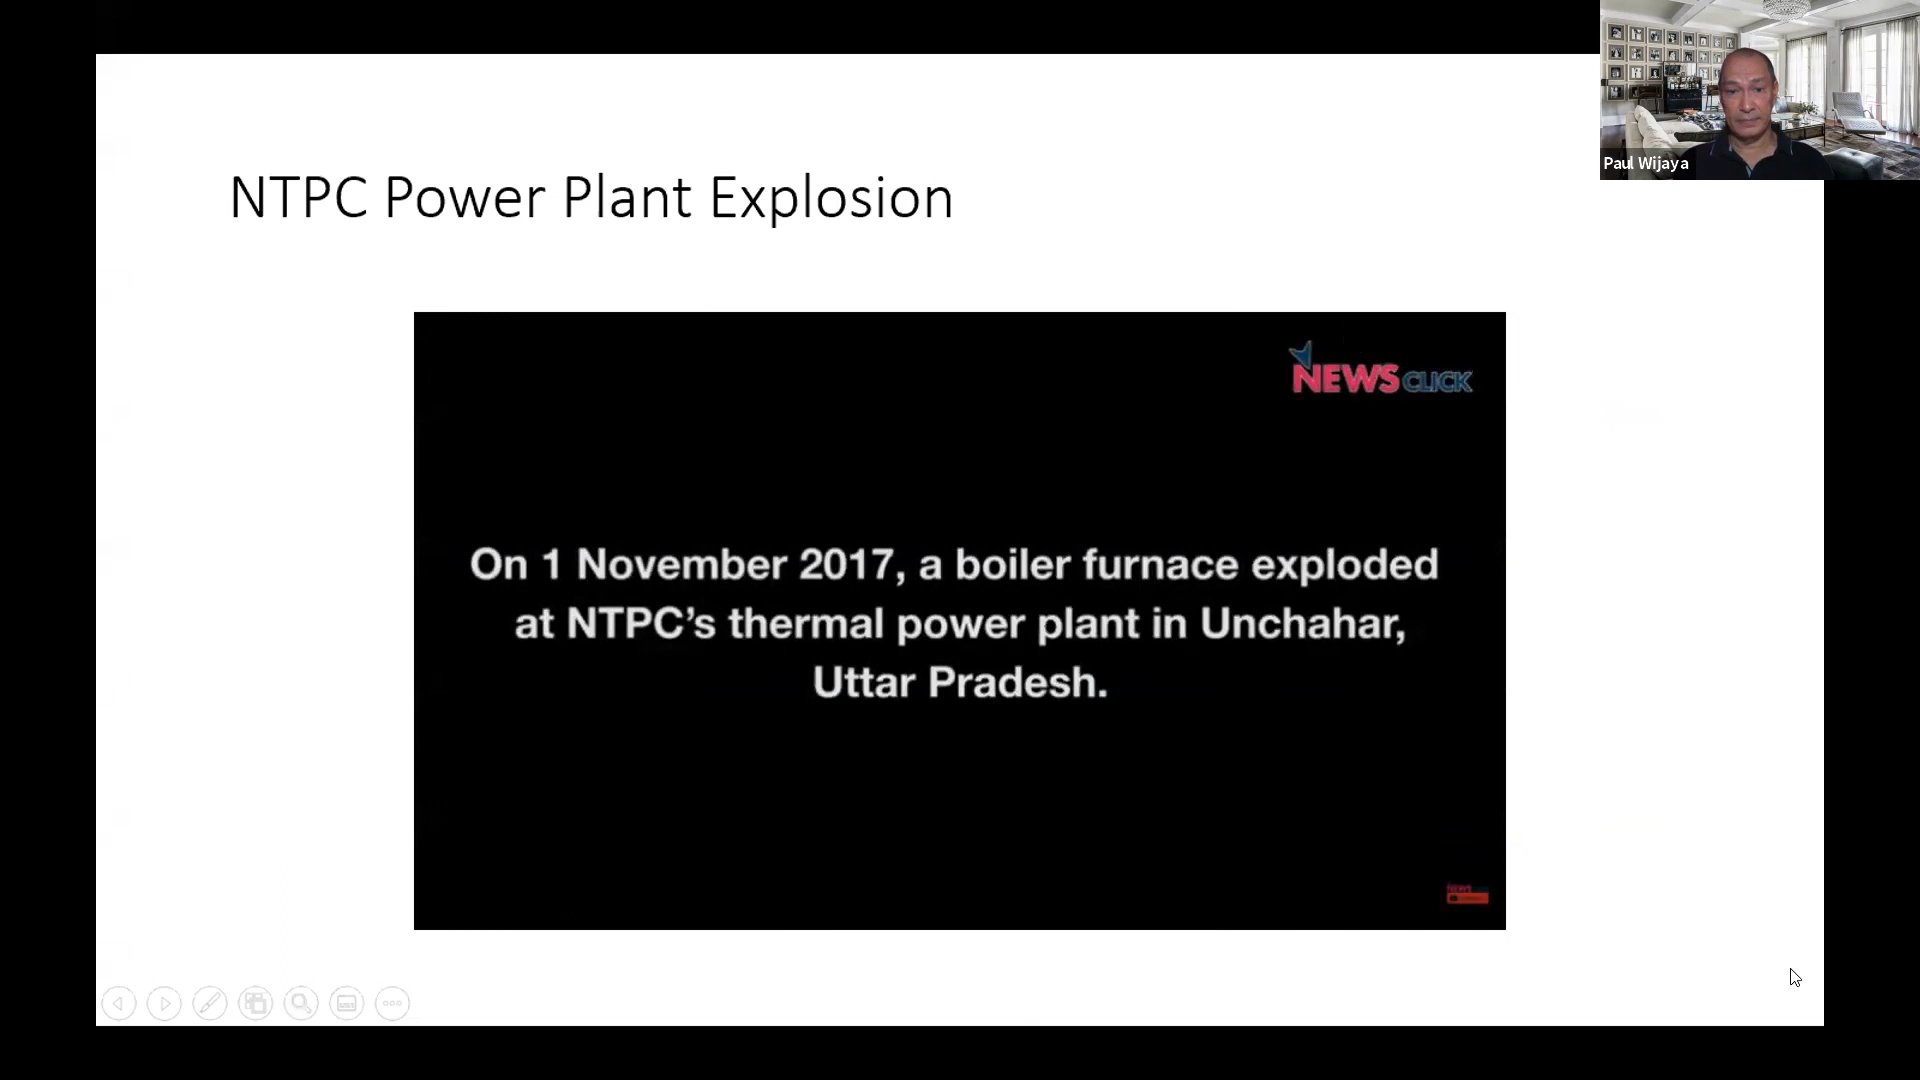 Paul Wijaya
NTPC Power Plant Explosion
NEWSCLICK
On 1 November 2017, a boiler furnace exploded
at NTPC’s thermal power plant in Unchahar,
Uttar Pradesh.
NEWS